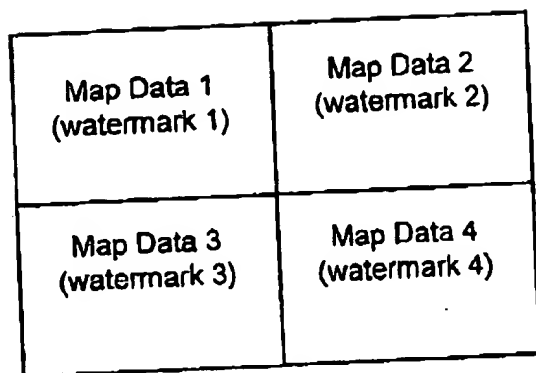 Map Data 1
(watermark 1)
Map Data 2
(watermark 2)
Map Data 3
(watermark 3)
Map Data 4
(watermark 4)